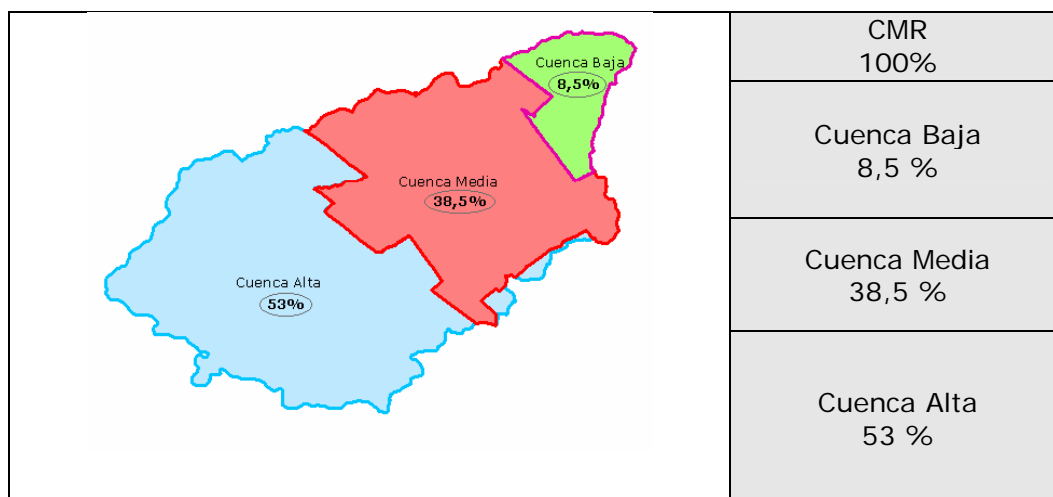 Cuenca Baja
8,5%
Cuenca Media
38,5%
Cuenca Alta
53%
CMR
100%
Cuenca Baja
8,5 %
Cuenca Media
38,5 %
Cuenca Alta
53 %